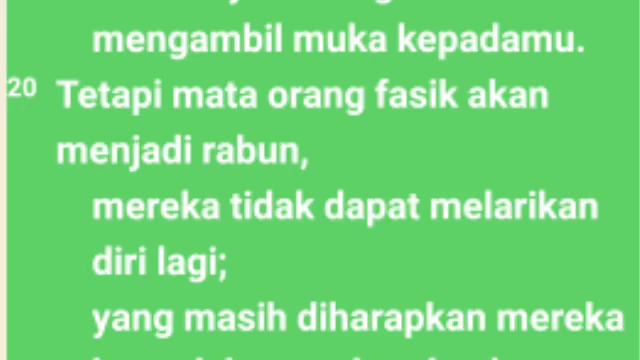 mengambil muka kepadamu.
20 Tetapi mata orang fasik akan
menjadi rabun,
mereka tidak dapat melarikan
diri lagi;
yang masih diharapkan mereka